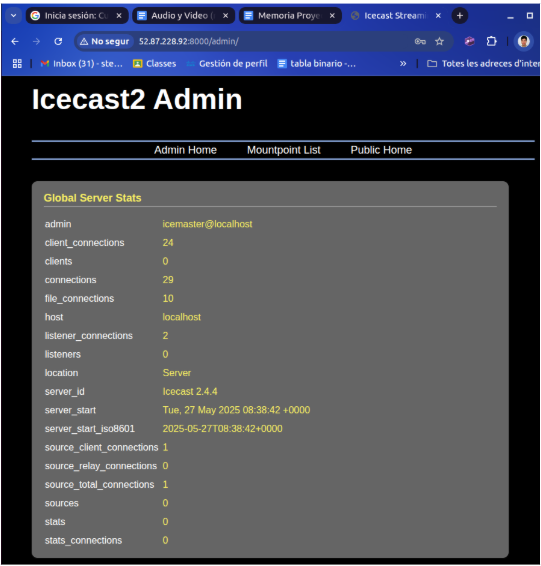 Inicia sesión: Cu
Audio y Video (
Memoria Proye
Icecast Stream
No segur 52.87.228.92:8000/admin/
Inbox (31) - ste...
Classes
Gestión de perfil
tabla binario -...
»
Totes les adreces d'inter
Icecast2 Admin
Admin Home Mountpoint List Public Home
Global Server Stats
admin icemaster@localhost
client_connections 24
clients 0
connections 29
file_connections 10
host localhost
listener_connections 2
listeners 0
location Server
server_id Icecast 2.4.4
server_start Tue, 27 May 2025 08:38:42 +0000
server_start_iso8601 2025-05-27T08:38:42+0000
source_client_connections 1
source_relay_connections 0
source_total_connections 1
sources 0
stats 0
stats_connections 0